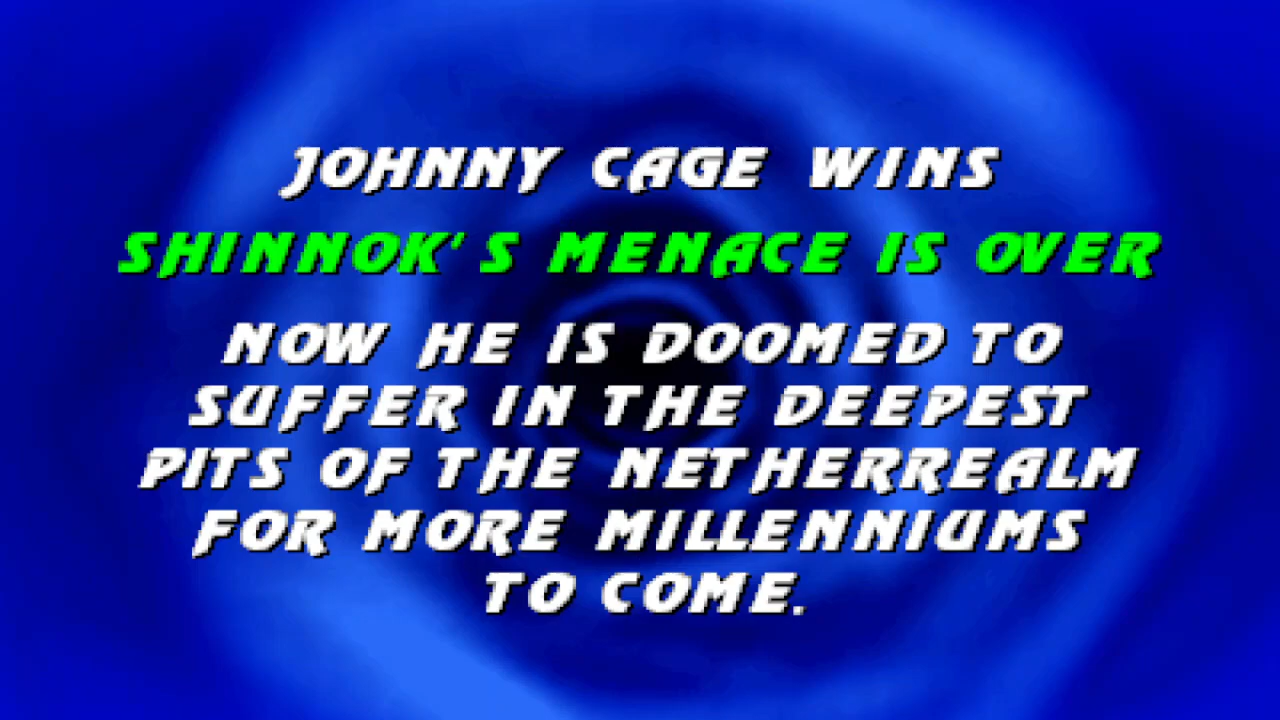 JOHNNY CAGE WINS
SHINNOK'S MENACE IS OVER
NOW HE IS DOOMED TO
SUFFER IN THE DEEPEST
PITS OF THE NETHERREALM
FOR MORE MILLENNIUMS
TO COME.